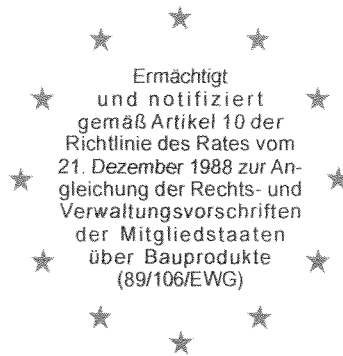 Ermächtigt
und notifiziert
gemäß Artikel 10 der
Richtlinie des Rates vom
21. Dezember 1988 zur An-
gleichung der Rechts- und
Verwaltungsvorschriften
der Mitgliedstaaten
über Bauprodukte
(89/106/EWG)